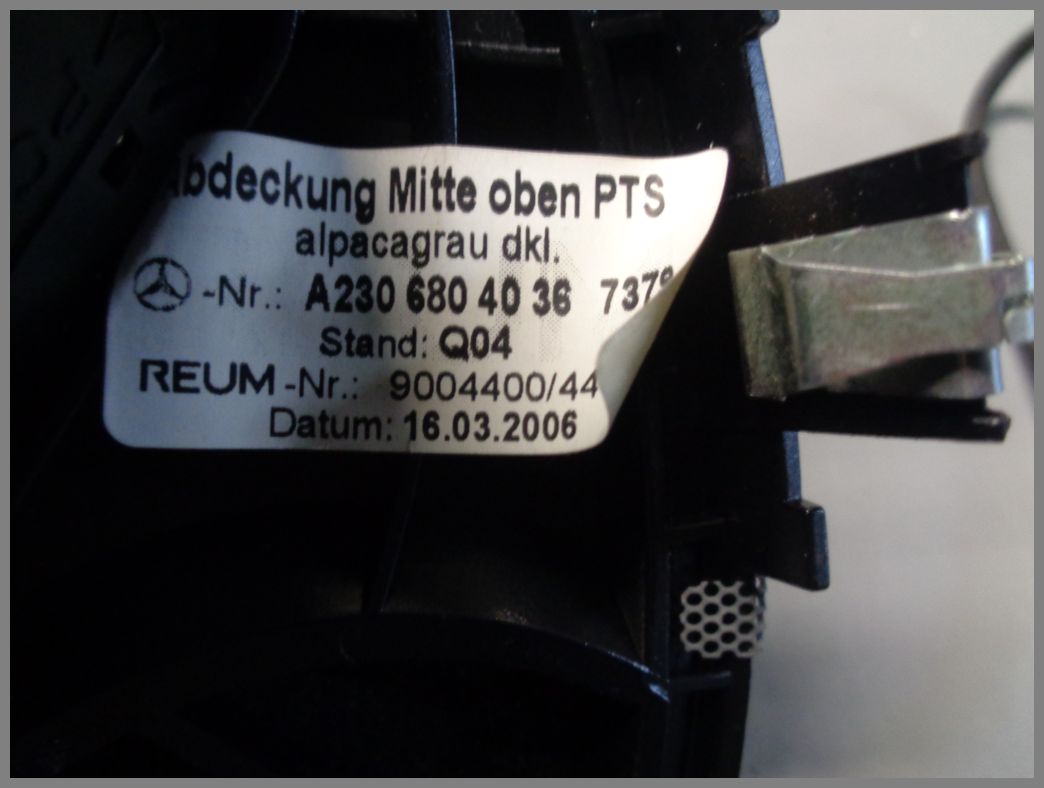 Abdeckung Mitte oben PTS
alpacagrau dkl.
-Nr.: A230 680 40 36
Stand: Q04
REUM -Nr.: 9004400/44
Datum: 16.03.2006